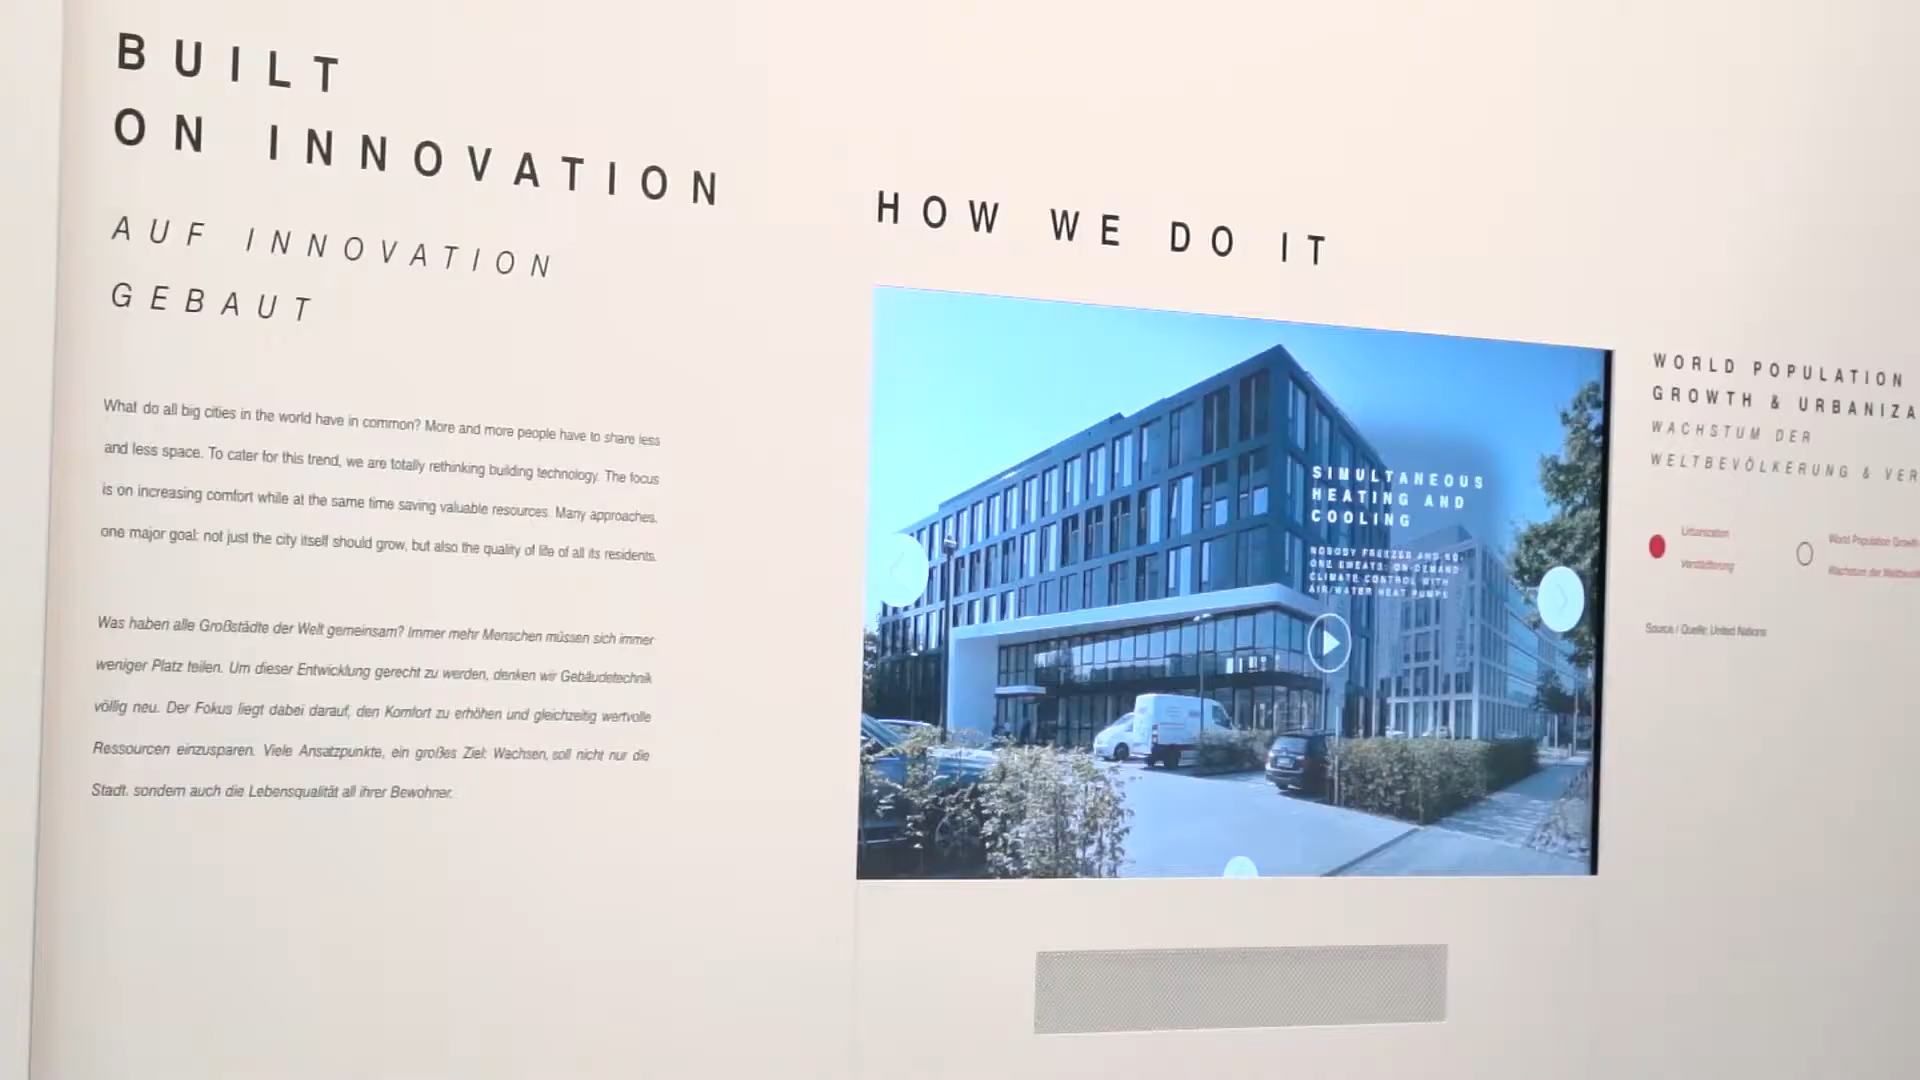 BUILT
ON INNOVATION
AUF INNOVATION
GEBAUT
What do all big cities in the world have in common? More and more people have to share less
and less space. To cater for this trend, we are totally rethinking building technology. The focus
is on increasing comfort while at the same time saving valuable resources. Many approaches,
one major goal: not just the city itself should grow, but also the quality of life of all its residents.
Was haben alle Großstädte der Welt gemeinsam? Immer mehr Menschen müssen sich immer
weniger Platz teilen. Um dieser Entwicklung gerecht zu werden, denken wir Gebäudetechnik
völlig neu. Der Fokus liegt dabei darauf, den Komfort zu erhöhen und gleichzeitig wertvolle
Ressourcen einzusparen. Viele Ansatzpunkte, ein großes Ziel: Wachsen, soll nicht nur die
Stadt, sondern auch die Lebensqualität all ihrer Bewohner.
HOW WE DO IT
SIMULTANEOUS
HEATING AND
COOLING
NOBODY FREEZES AND NO-
ONE SWEATS: ON-DEMAND
CLIMATE CONTROL WITH
AIR/WATER HEAT PUMPS
WORLD POPULATION
GROWTH & URBANIZA
WACHSTUM DER
WELTBEVÖLKERUNG & VER
Urbanization
Verstädterung
World Population Growth
Wachstum der
Source / Quelle: United Nations